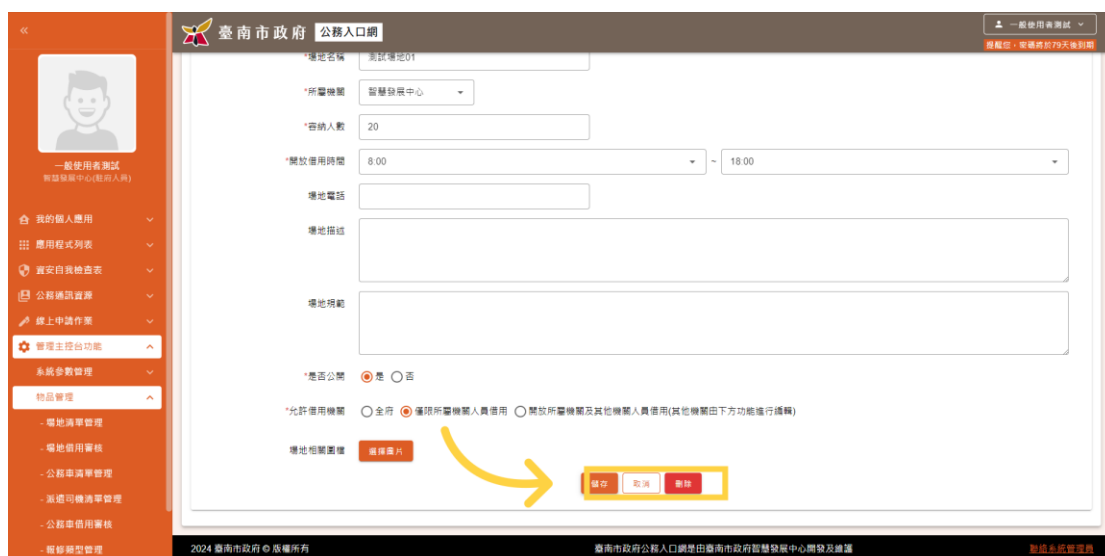 «
臺南市政府 公務入口網
一般使用者測試
提醒您，密碼將於79天後到期
一般使用者測試
智慧發展中心(駐府人員)
我的個人應用
應用程式列表
資安自我檢查表
公務通訊資源
線上申請作業
管理主控台功能
系統參數管理
物品管理
- 場地清單管理
- 場地借用審核
- 公務車清單管理
- 派遣司機清單管理
- 公務車借用審核
- 報修箱型管理
*場地名稱 測試場地01
*所屬機關 智慧發展中心
*容納人數 20
*開放借用時間 8:00 ~ 18:00
場地電話
場地描述
場地規範
*是否公開 是 否
*允許借用機關 全府 僅限所屬機關人員借用 開放所屬機關及其他機關人員借用(其他機關由下方功能進行編輯)
場地相關圖檔 選擇圖片
儲存 取消 刪除
2024 臺南市政府 © 版權所有 臺南市政府公務入口網是由臺南市政府智慧發展中心開發及維護 聯絡系統管理員